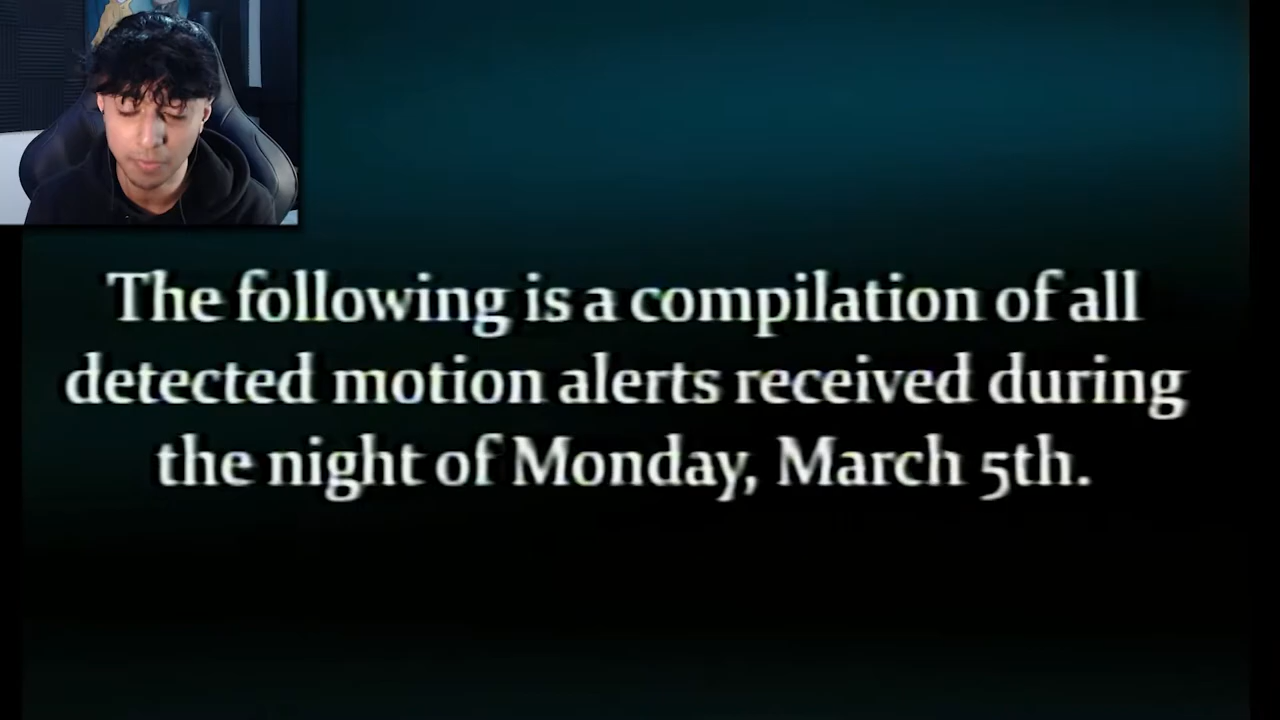 The following is a compilation of all
detected motion alerts received during
the night of Monday, March 5th.